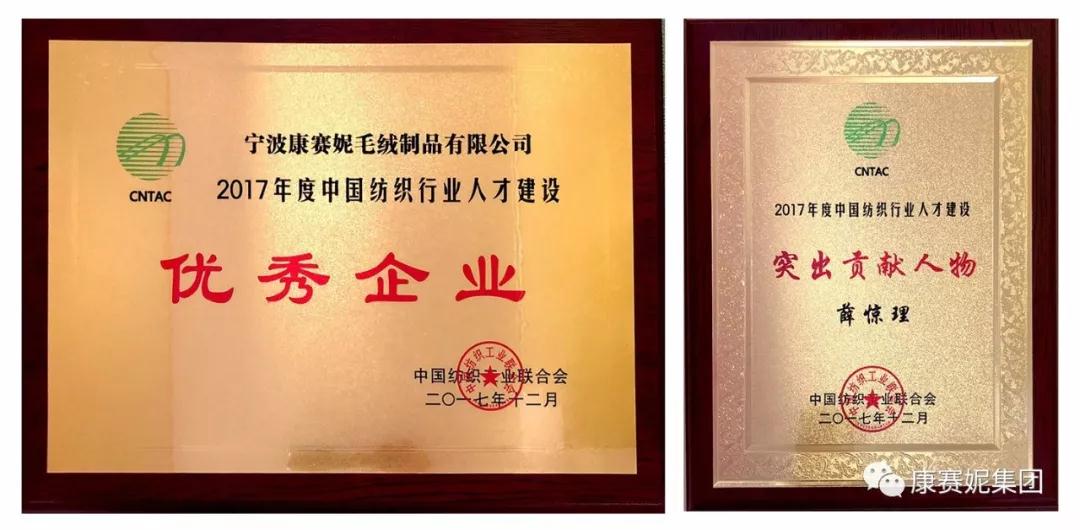 CNTAC
宁波康赛妮毛绒制品有限公司
2017年度中国纺织行业人才建设
优秀企业
中国纺织工业联合会
二〇一七年十二月
CNTAC
2017年度中国纺织行业人才建设
突出贡献人物
薛惊理
中国纺织工业联合会
二〇一七年十二月
康赛妮集团